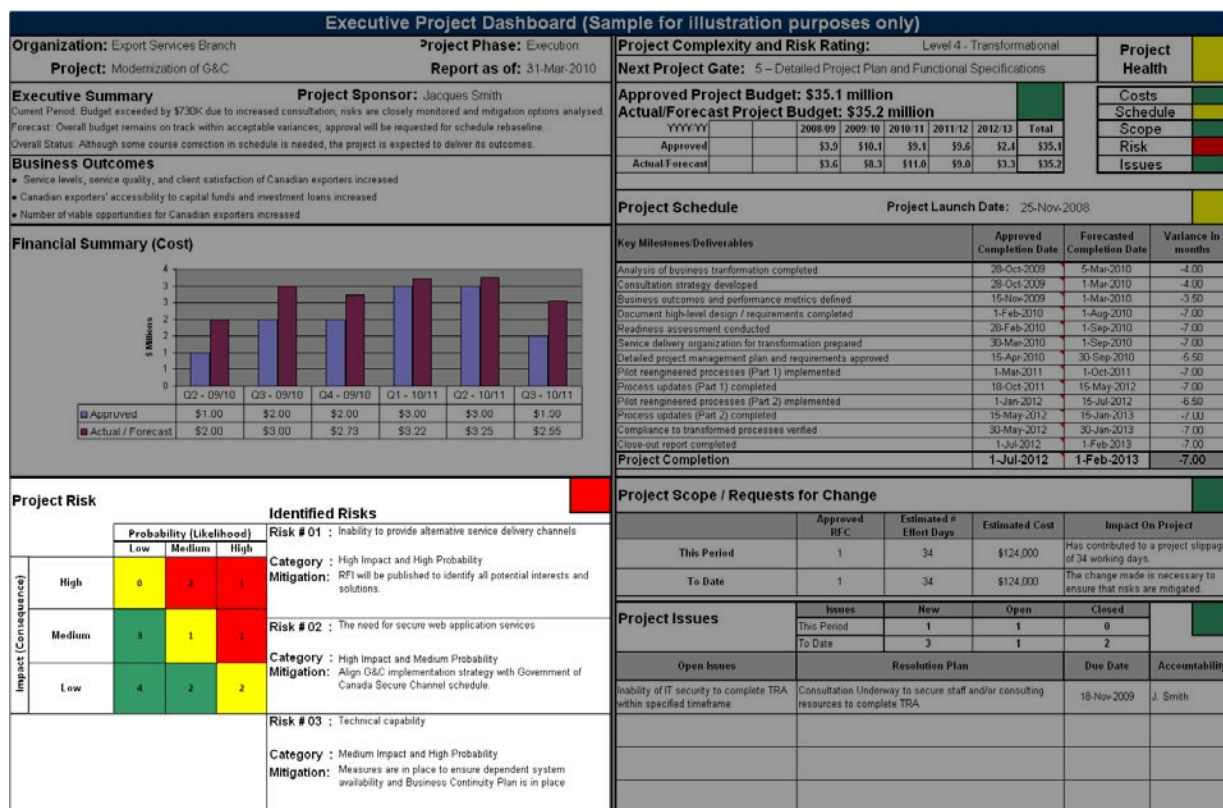 Executive Project Dashboard (Sample for illustration purposes only)
Organization: Export Services Branch
Project Phase: Execution
Project: Modernization of G&C
Report as of: 31-Mar-2010
Executive Summary
Project Sponsor: Jacques Smith
Current Period: Budget exceeded by $730K due to increased consultation; risks are closely monitored and mitigation options analysed.
Forecast: Overall budget remains on track within acceptable variances; approval will be requested for schedule rebaseline.
Overall Status: Although some course correction in schedule is needed, the project is expected to deliver its outcomes.
Business Outcomes
• Service levels, service quality, and client satisfaction of Canadian exporters increased
• Canadian exporters' accessibility to capital funds and investment loans increased
• Number of viable opportunities for Canadian exporters increased
Financial Summary (Cost)
$ Millions
4
3
3
2
2
1
1
0
Q2 - 09/10 Q3 - 09/10 Q4 - 09/10 Q1 - 10/11 Q2 - 10/11 Q3 - 10/11
Approved $1.00 $2.00 $2.00 $3.00 $3.00 $1.50
Actual / Forecast $2.00 $3.00 $2.73 $3.22 $3.25 $2.55
Project Risk
Probability (Likelihood)
Low Medium High
Impact (Consequence)
High 0 2 1
Medium 3 1 1
Low 4 2 2
Identified Risks
Risk # 01 : Inability to provide alternative service delivery channels
Category : High Impact and High Probability
Mitigation: RFI will be published to identify all potential interests and
solutions.
Risk # 02 : The need for secure web application services
Category : High Impact and Medium Probability
Mitigation: Align G&C implementation strategy with Government of
Canada Secure Channel schedule.
Risk # 03 : Technical capability
Category : Medium Impact and High Probability
Mitigation: Measures are in place to ensure dependent system
availability and Business Continuity Plan is in place
Project Complexity and Risk Rating: Level 4 - Transformational
Next Project Gate: 5 – Detailed Project Plan and Functional Specifications
Project
Health
Approved Project Budget: $35.1 million
Actual/Forecast Project Budget: $35.2 million
YYYY/YY 2008/09 2009/10 2010/11 2011/12 2012/13 Total
Approved $3.9 $10.1 $9.1 $9.6 $2.4 $35.1
Actual/Forecast $3.6 $8.3 $11.0 $9.0 $3.3 $35.2
Costs
Schedule
Scope
Risk
Issues
Project Schedule
Project Launch Date: 25-Nov-2008
Key Milestones/Deliverables Approved Completion Date Forecasted Completion Date Variance in months
Analysis of business tranformation completed 28-Oct-2009 5-Mar-2010 -4.00
Consultation strategy developed 28-Oct-2009 1-Mar-2010 -4.00
Business outcomes and performance metrics defined 15-Nov-2009 1-Mar-2010 -3.50
Document high-level design / requirements completed 1-Feb-2010 1-Aug-2010 -7.00
Readiness assessment conducted 28-Feb-2010 1-Sep-2010 -7.00
Service delivery organization for transformation prepared 30-Mar-2010 1-Sep-2010 -7.00
Detailed project management plan and requirements approved 15-Apr-2010 30-Sep-2010 -5.50
Pilot reengineered processes (Part 1) implemented 1-Mar-2011 1-Oct-2011 -7.00
Process updates (Part 1) completed 18-Oct-2011 15-May-2012 -7.00
Pilot reengineered processes (Part 2) implemented 1-Jan-2012 15-Jul-2012 -6.50
Process updates (Part 2) completed 15-May-2012 15-Jan-2013 -7.00
Compliance to transformed processes verified 30-May-2012 30-Jan-2013 -7.00
Close-out report completed 1-Jul-2012 1-Feb-2013 -7.00
Project Completion 1-Jul-2012 1-Feb-2013 -7.00
Project Scope / Requests for Change
Approved RFC Estimated # Effort Days Estimated Cost Impact On Project
This Period 1 34 $124,000 Has contributed to a project slippag
of 34 working days.
To Date 1 34 $124,000 The change made is necessary to
ensure that risks are mitigated.
Project Issues
Issues New Open Closed
This Period 1 1 0
To Date 3 1 2
Open Issues Resolution Plan Due Date Accountabilit
Inability of IT security to complete TRA
within specified timeframe
Consultation Underway to secure staff and/or consulting
resources to complete TRA
18-Nov-2009
J. Smith